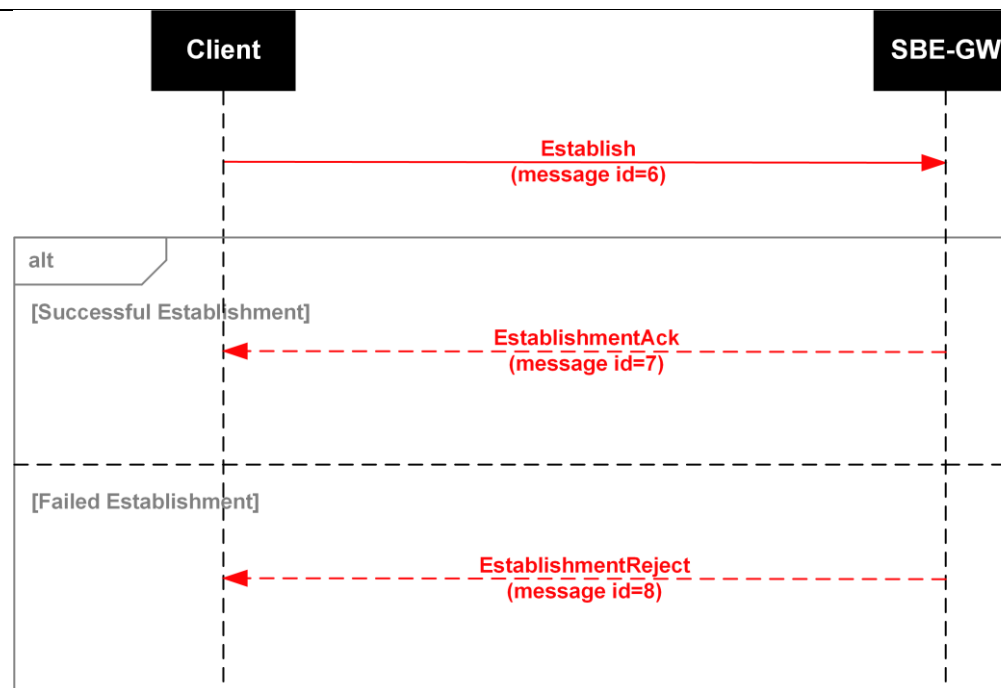 Client
SBE-GW
Establish
(message id=6)
alt
[Successful Establishment]
EstablishmentAck
(message id=7)
[Failed Establishment]
EstablishmentReject
(message id=8)